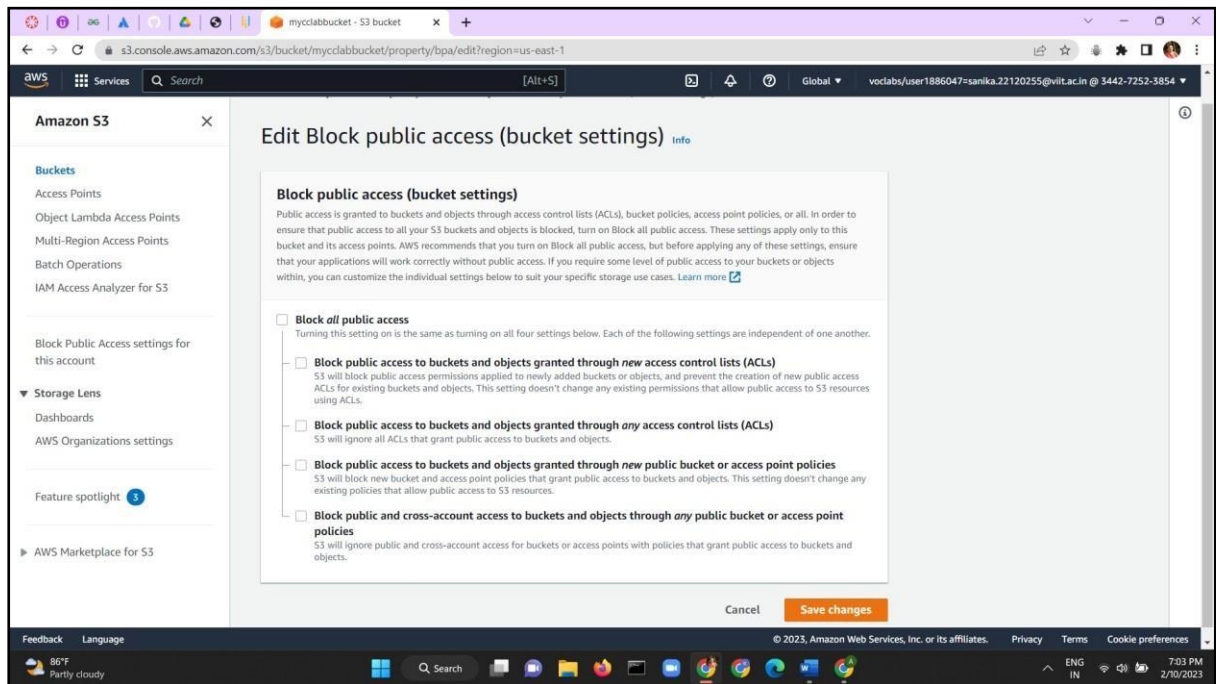 mycclabbucket - S3 bucket
s3.console.aws.amazon.com/s3/bucket/mycclabbucket/property/bpa/edit?region=us-east-1
aws
Services
Search
[Alt+S]
Global
voclabs/user1886047=sanika.22120255@viit.ac.in @ 3442-7252-3854
Amazon S3
Buckets
Access Points
Object Lambda Access Points
Multi-Region Access Points
Batch Operations
IAM Access Analyzer for S3
Block Public Access settings for
this account
Storage Lens
Dashboards
AWS Organizations settings
Feature spotlight 3
AWS Marketplace for S3
Edit Block public access (bucket settings) Info
Block public access (bucket settings)
Public access is granted to buckets and objects through access control lists (ACLs), bucket policies, access point policies, or all. In order to
ensure that public access to all your S3 buckets and objects is blocked, turn on Block all public access. These settings apply only to this
bucket and its access points. AWS recommends that you turn on Block all public access, but before applying any of these settings, ensure
that your applications will work correctly without public access. If you require some level of public access to your buckets or objects
within, you can customize the individual settings below to suit your specific storage use cases. Learn more
Block all public access
Turning this setting on is the same as turning on all four settings below. Each of the following settings are independent of one another.
Block public access to buckets and objects granted through new access control lists (ACLs)
S3 will block public access permissions applied to newly added buckets or objects, and prevent the creation of new public access
ACLs for existing buckets and objects. This setting doesn't change any existing permissions that allow public access to S3 resources
using ACLs.
Block public access to buckets and objects granted through any access control lists (ACLs)
S3 will ignore all ACLs that grant public access to buckets and objects.
Block public access to buckets and objects granted through new public bucket or access point policies
S3 will block new bucket and access point policies that grant public access to buckets and objects. This setting doesn't change any
existing policies that allow public access to S3 resources.
Block public and cross-account access to buckets and objects through any public bucket or access point
policies
S3 will ignore public and cross-account access for buckets or access points with policies that grant public access to buckets and
objects.
Cancel
Save changes
Feedback
Language
© 2023, Amazon Web Services, Inc. or its affiliates.
Privacy
Terms
Cookie preferences
86°F
Partly cloudy
Search
ENG
IN
7:03 PM
2/10/2023